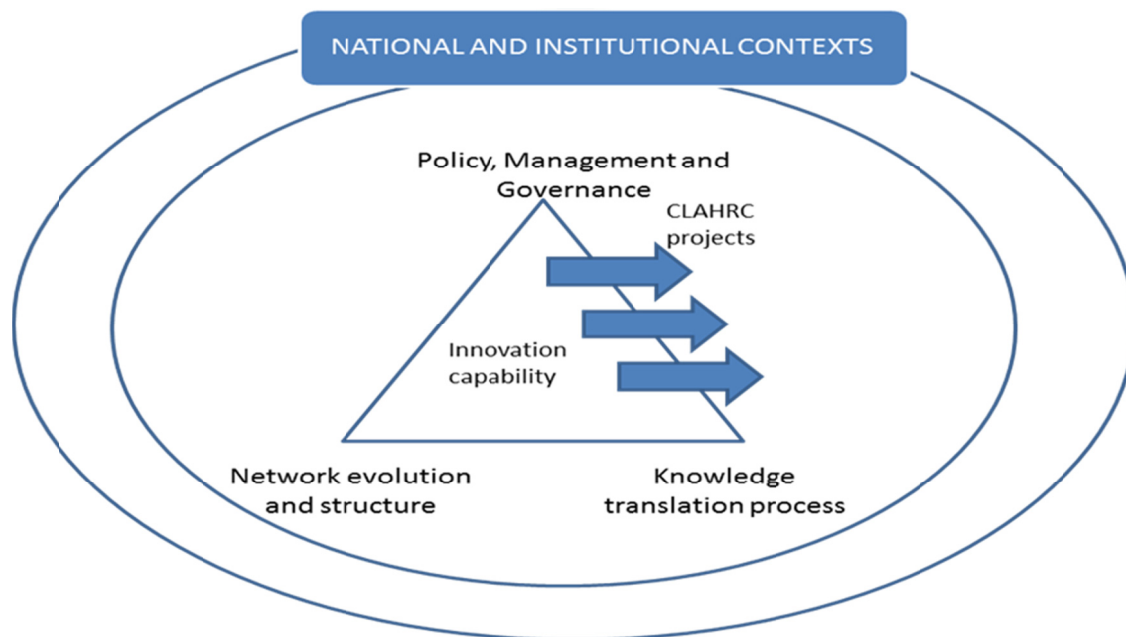 NATIONAL AND INSTITUTIONAL CONTEXTS
Policy, Management and
Governance
CLAHRC
projects
Innovation
capability
Network evolution
and structure
Knowledge
translation process